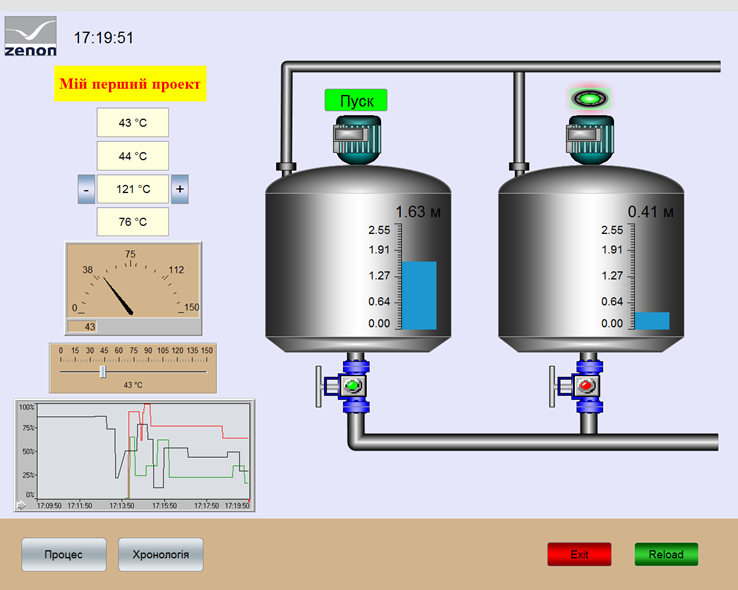 zenon
17:19:51
Мій перший проект
43 °C
44 °C
-
121 °C
+
76 °C
0
38
75
112
150
43
0 15 30 45 60 75 90 105 120 135 150
43 °C
100%
75%
50%
25%
0%
17:09:50 17:11:50 17:13:50 17:15:50 17:17:50 17:19:50
Пуск
1.63 м
2.55
1.91
1.27
0.64
0.00
0.41 м
2.55
1.91
1.27
0.64
0.00
Процес
Хронологія
Exit
Reload